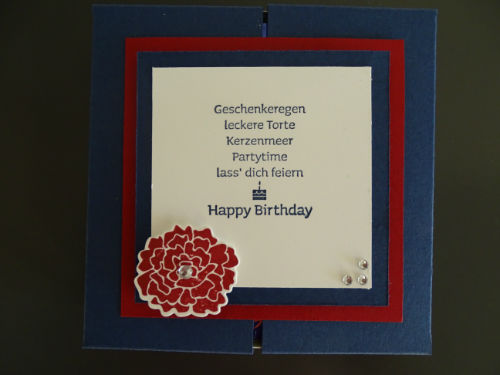 Geschenkeregen
leckere Torte
Kerzenmeer
Partytime
lass' dich feiern
Happy Birthday